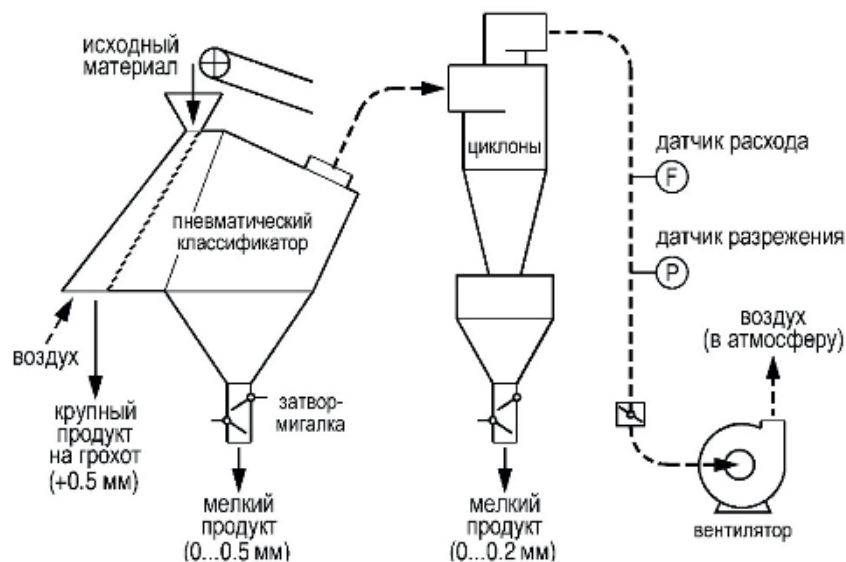 исходный
материал
пневматический
классификатор
воздух
крупный
продукт
на грохот
(+0.5 мм)
затвор-
мигалка
мелкий
продукт
(0...0.5 мм)
циклоны
мелкий
продукт
(0...0.2 мм)
датчик расхода
F
датчик разрежения
P
воздух
(в атмосферу)
вентилятор